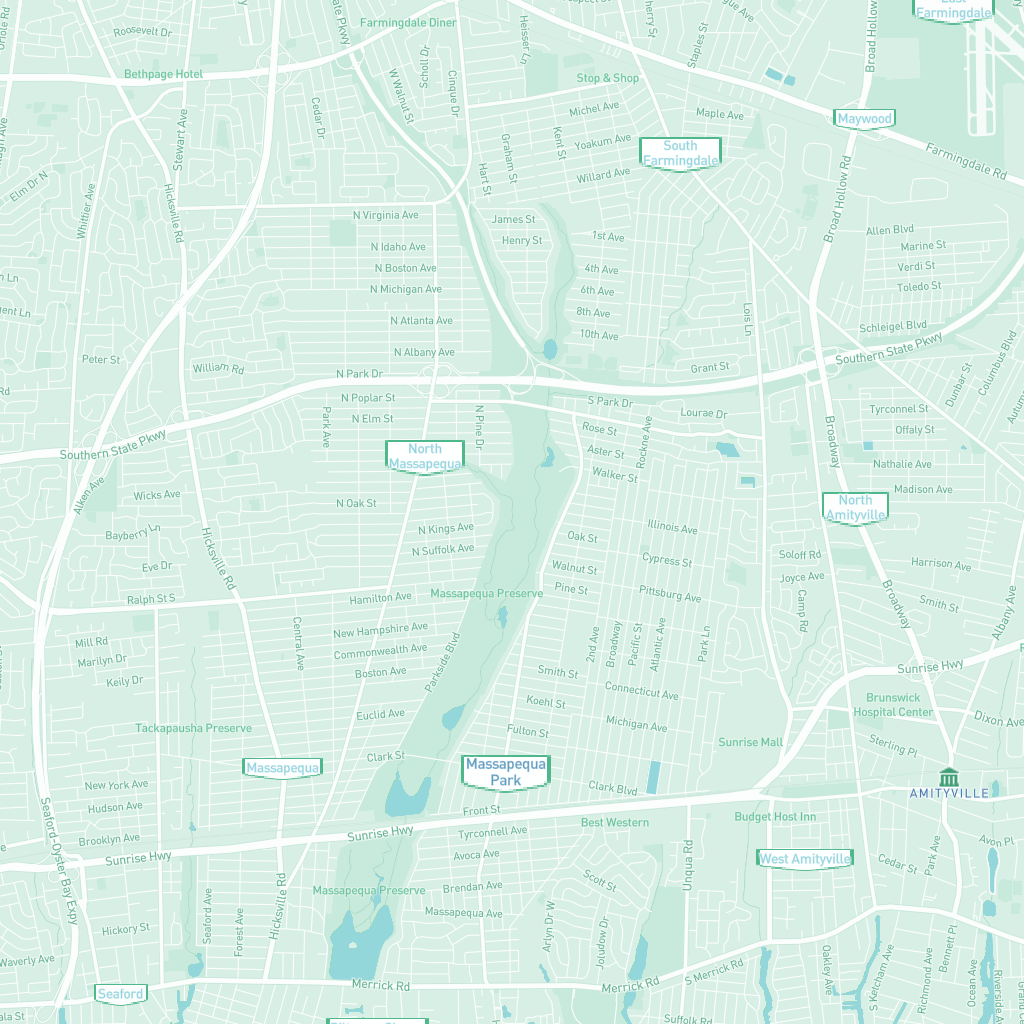 Farmingdale Diner
East
Farmingdale
Roosevelt Dr
Heisser Ln
Broad Hollow
Staples St
Bethpage Hotel
Scholl Dr
W Walnut St
Cinque Dr
Stop & Shop
Michel Ave
Maple Ave
Maywood
Cedar Dr
Stewart Ave
Kent St
Yoakum Ave
South
Farmingdale
Farmingdale Rd
Graham St
Hart St
Willard Ave
Elm Dr N
Whittier Ave
Hicksville Rd
N Virginia Ave
James St
Henry St
1st Ave
Broad Hollow Rd
Allen Blvd
Marine St
Verdi St
Toledo St
N Idaho Ave
N Boston Ave
N Michigan Ave
4th Ave
6th Ave
8th Ave
10th Ave
Lois Ln
N Atlanta Ave
Schleigel Blvd
Southern State Pkwy
Peter St
N Albany Ave
William Rd
N Park Dr
Grant St
Columbus Blvd
Dunbar St
N Poplar St
N Elm St
Park Ave
N Pine Dr
S Park Dr
Lourae Dr
Rose St
Rockne Ave
Tyrconnel St
Offaly St
Southern State Pkwy
North
Massapequa
Aster St
Walker St
Broadway
Nathalie Ave
Madison Ave
Alken Ave
Wicks Ave
N Oak St
North
Amityville
Bayberry Ln
Hicksville Rd
N Kings Ave
N Suffolk Ave
Oak St
Illinois Ave
Cypress St
Soloff Rd
Joyce Ave
Harrison Ave
Eve Dr
Walnut St
Pine St
Pittsburg Ave
Camp Rd
Broadway
Smith St
Albany Ave
Ralph St S
Hamilton Ave
Massapequa Preserve
Central Ave
New Hampshire Ave
Commonwealth Ave
Boston Ave
Mill Rd
Marilyn Dr
Keily Dr
Parkside Blvd
2nd Ave
Broadway
Pacific St
Atlantic Ave
Park Ln
Sunrise Hwy
Smith St
Connecticut Ave
Brunswick
Hospital Center
Koehl St
Euclid Ave
Tackapausha Preserve
Fulton St
Michigan Ave
Dixon Ave
Sunrise Mall
Sterling Pl
Clark St
Massapequa
Massapequa
Park
AMITYVILLE
New York Ave
Hudson Ave
Brooklyn Ave
Clark Blvd
Front St
Best Western
Budget Host Inn
Seaford-Oyster Bay Expy
Sunrise Hwy
Sunrise Hwy
Tyrconnell Ave
Avoca Ave
Unqua Rd
West Amityville
Cedar St
Park Ave
Avon Pl
Massapequa Preserve
Brendan Ave
Scott St
Massapequa Ave
Seaford Ave
Forest Ave
Hicksville Rd
Hickory St
Arlyn Dr W
Joludow Dr
Waverly Ave
Merrick Rd
Merrick Rd
S Merrick Rd
Oakley Ave
S Ketcham Ave
Bennett Pl
Richmond Ave
Ocean Ave
Seaford
Suffolk Rd